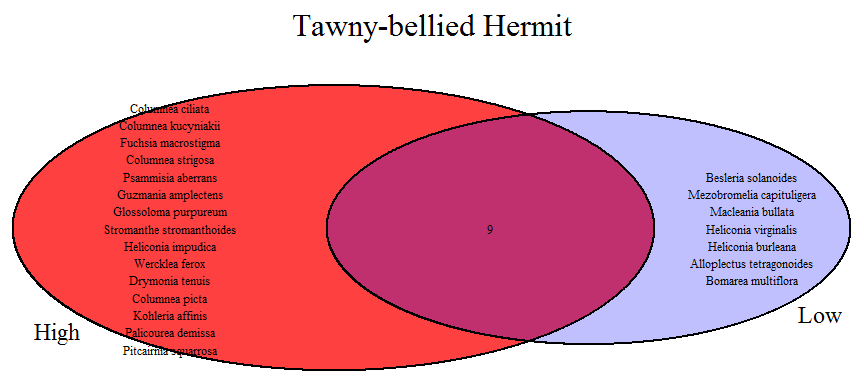 Tawny-bellied Hermit
Columnea ciliata
Columnea kucyniakii
Fuchsia macrostigma
Columnea strigosa
Psammisia aberrans
Guzmania amplectens
Glossoloma purpureum
Stromanthe stromanthoides
Heliconia impudica
Wercklea ferox
Drymonia tenuis
Columnea picta
Kohleria affinis
Palicourea demissa
Pitcairnia squarrosa
High
9
Besleria solanoides
Mezobromelia capituligera
Macleania bullata
Heliconia virginalis
Heliconia burleana
Alloplectus tetragonoides
Bomarea multiflora
Low